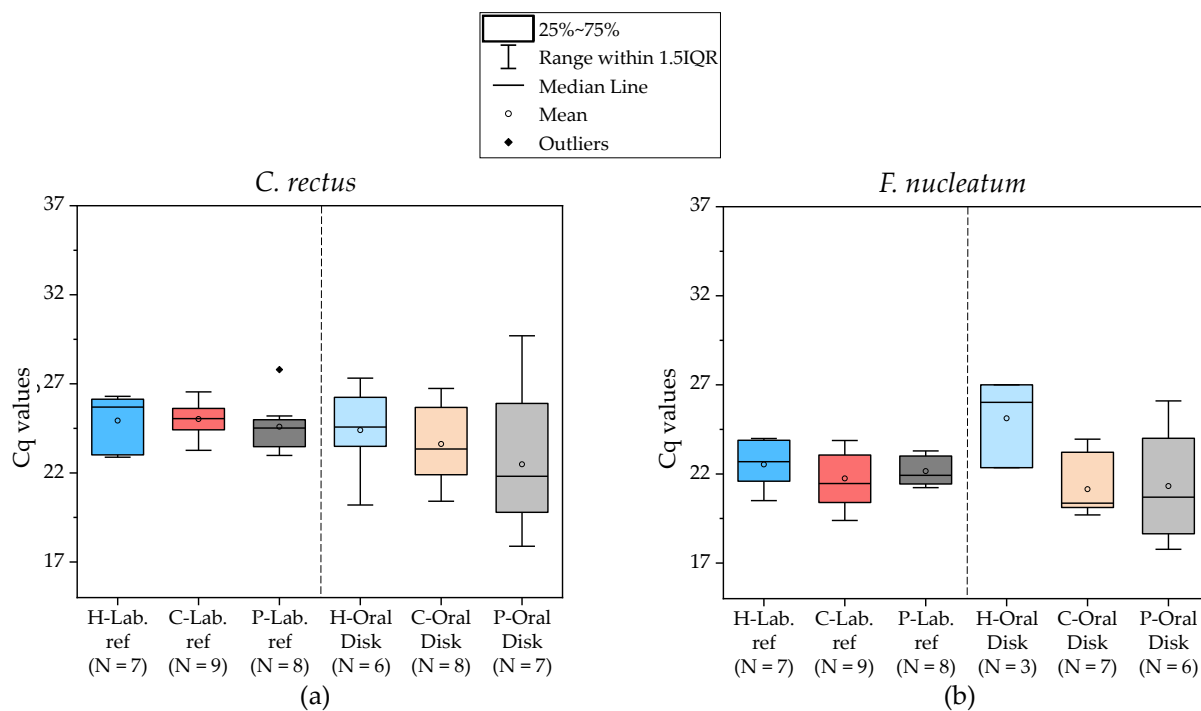 25%~75%
Range within 1.5IQR
Median Line
Mean
Outliers
C. rectus
37
32
27
22
17
Cq values
H-Lab. ref (N = 7)
C-Lab. ref (N = 9)
P-Lab. ref (N = 8)
H-Oral Disk (N = 6)
C-Oral Disk (N = 8)
P-Oral Disk (N = 7)
(a)
F. nucleatum
37
32
27
22
17
Cq values
H-Lab. ref (N = 7)
C-Lab. ref (N = 9)
P-Lab. ref (N = 8)
H-Oral Disk (N = 3)
C-Oral Disk (N = 7)
P-Oral Disk (N = 6)
(b)